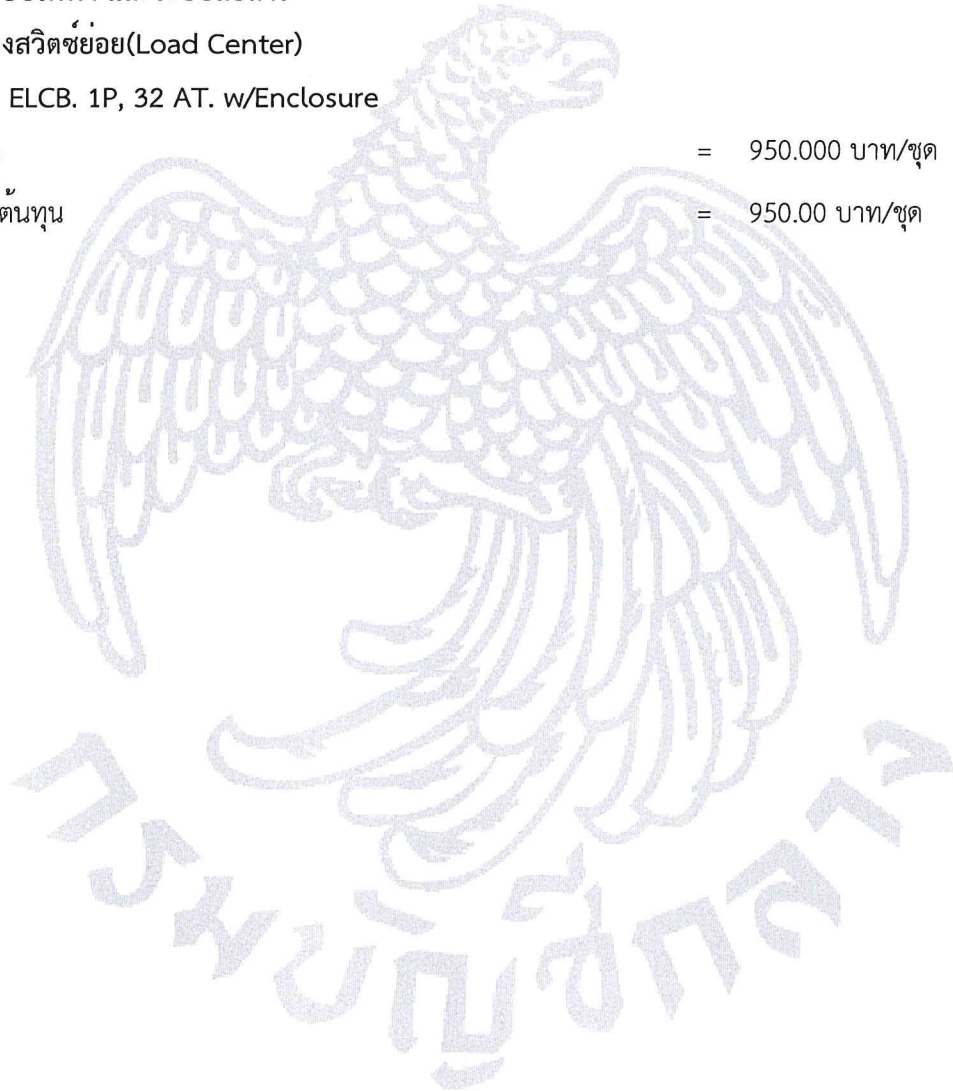 งสวิตซ์ย่อย(Load Center)
ELCB. 1P, 32 AT. w/Enclosure
= 950.000 บาท/ชุด
ต้นทุน = 950.00 บาท/ชุด
กรมบัญชีกลาง